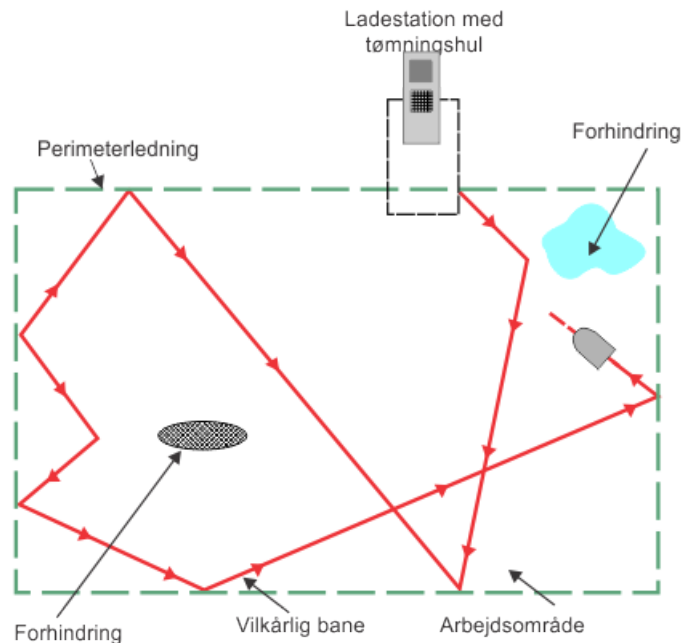 Ladestation med
tømningshul
Forhindring
Perimeterledning
Forhindring
Vilkårlig bane
Arbejdsområde